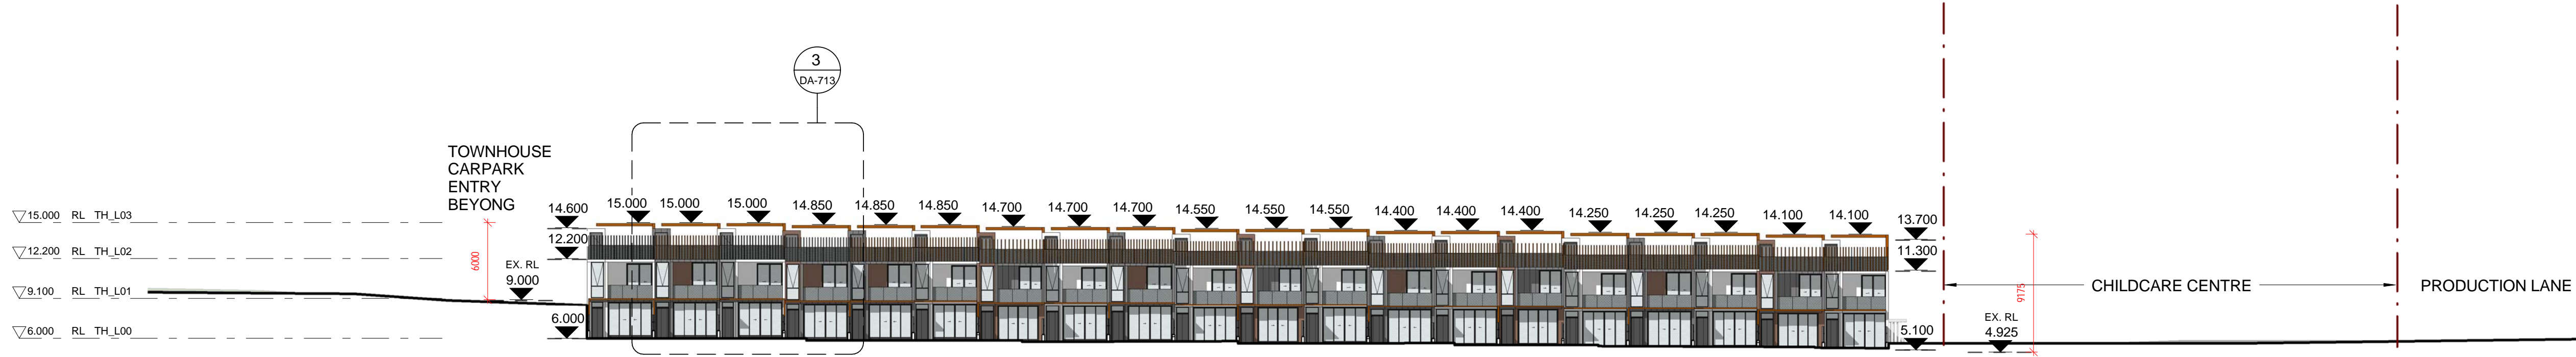 3
DA-713
TOWNHOUSE
CARPARK
ENTRY
BEYONG
15.000 RL TH_L03
12.200 RL TH_L02
9.100 RL TH_L01
6.000 RL TH_L00
6000
EX. RL
9.000
14.600
12.200
6.000
15.000 15.000 15.000 14.850 14.850 14.850 14.700 14.700 14.700 14.550 14.550 14.550 14.400 14.400 14.400 14.250 14.250 14.250 14.100 14.100
13.700
11.300
5.100
EX. RL
4.925
9175
CHILDCARE CENTRE
PRODUCTION LANE